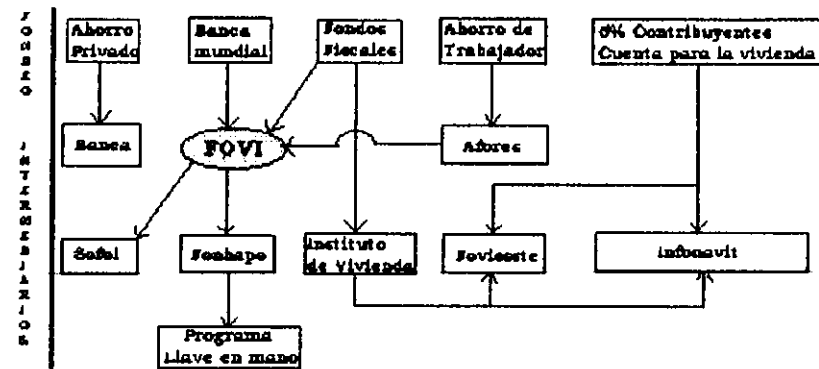 FONDEO
INTERMEDIARIOS
Ahorro
Privado
Banca
mundial
Fondos
Fiscales
Ahorro de
Trabajador
5% Contribuyentes
Cuenta para la vivienda
Banca
FOVI
Afores
Sofol
Fonhapo
Instituto
de Vivienda
Fovissste
Infonavit
Programa
Llave en mano